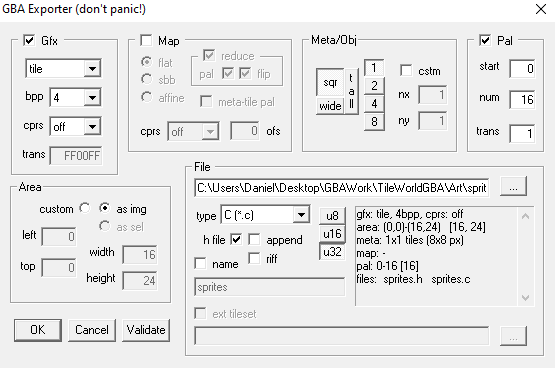 GBA Exporter (don't panic!)
Gfx
tile
bpp 4
cprs off
trans FF00FF
Map
flat
sbb
affine
reduce
pal flip
meta-tile pal
cprs off 0 ofs
Meta/Obj
sqr
wide
tall
1
2
4
8
cstm
nx 1
ny 1
Pal
start 0
num 16
trans 1
Area
custom as img
as sel
left 0
top 0
width 16
height 24
OK Cancel Validate
File
C:\Users\Daniel\Desktop\GBAWork\TileWorldGBA\Art\sprit ...
type C (*.c)
h file append
name riff
sprites
u8
u16
u32
gfx: tile, 4bpp, cprs: off
area: (0,0)-(16,24) [16, 24]
meta: 1x1 tiles (8x8 px)
map: -
pal: 0-16 [16]
files: sprites.h sprites.c
ext tileset
...